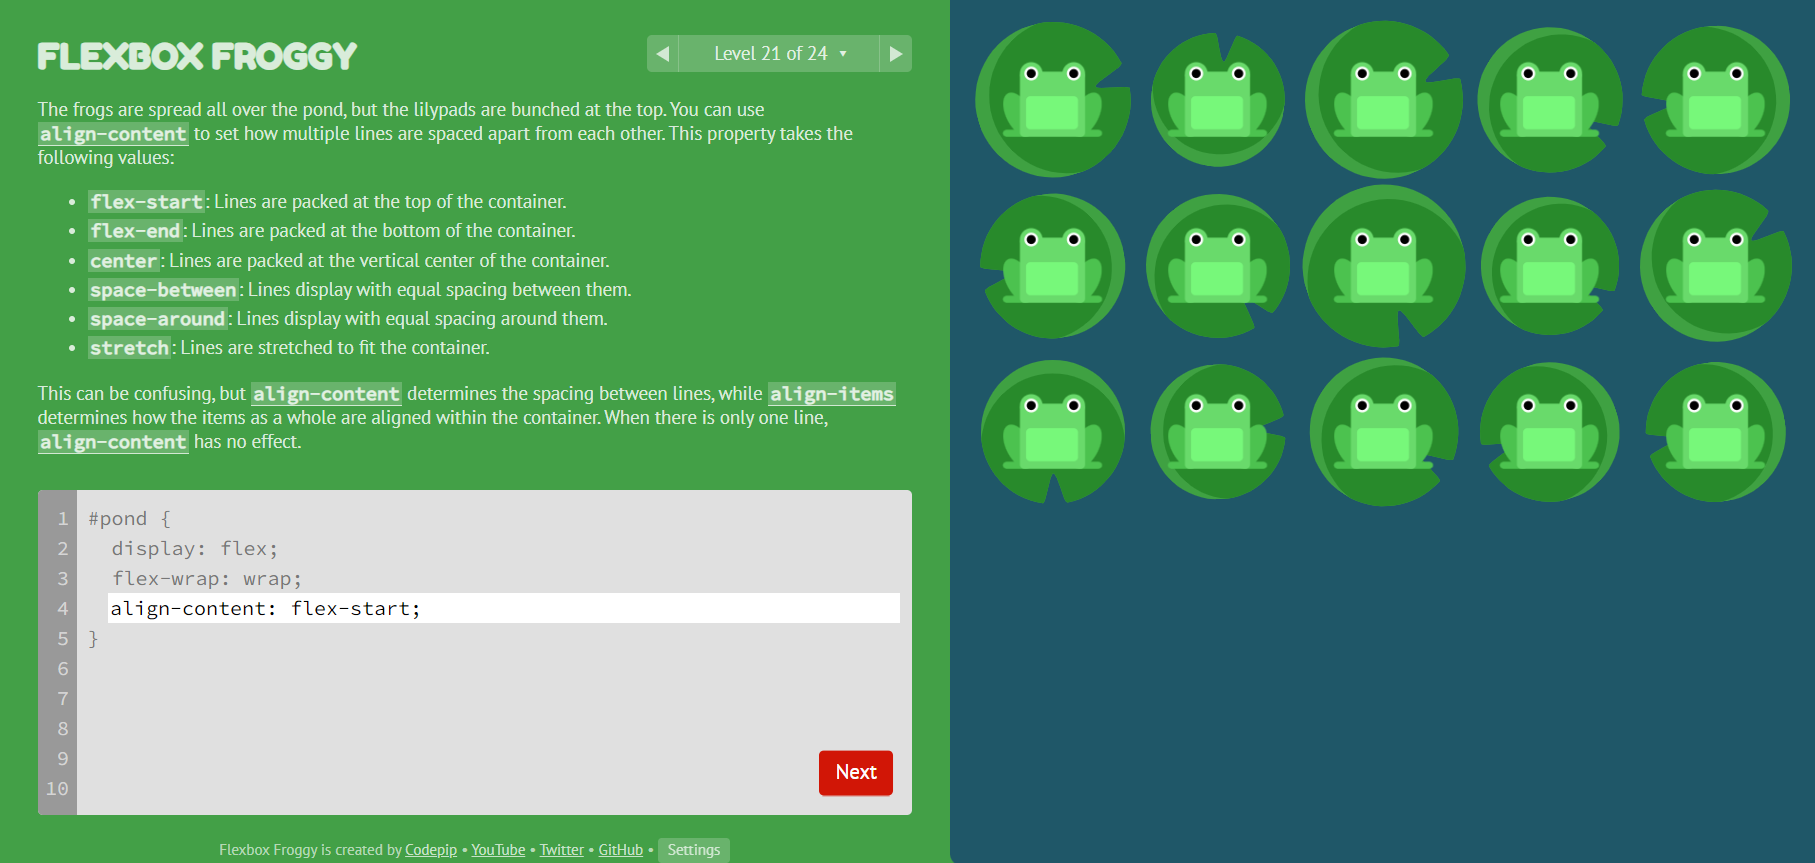 FLEXBOX FROGGY
◀ Level 21 of 24 ▼ ▶
The frogs are spread all over the pond, but the lilypads are bunched at the top. You can use
align-content to set how multiple lines are spaced apart from each other. This property takes the
following values:
• flex-start: Lines are packed at the top of the container.
• flex-end: Lines are packed at the bottom of the container.
• center: Lines are packed at the vertical center of the container.
• space-between: Lines display with equal spacing between them.
• space-around: Lines display with equal spacing around them.
• stretch: Lines are stretched to fit the container.
This can be confusing, but align-content determines the spacing between lines, while align-items
determines how the items as a whole are aligned within the container. When there is only one line,
align-content has no effect.
1 #pond {
2 display: flex;
3 flex-wrap: wrap;
4 align-content: flex-start;
5 }
6
7
8
9
10
Next
Flexbox Froggy is created by Codepip • YouTube • Twitter • GitHub • Settings